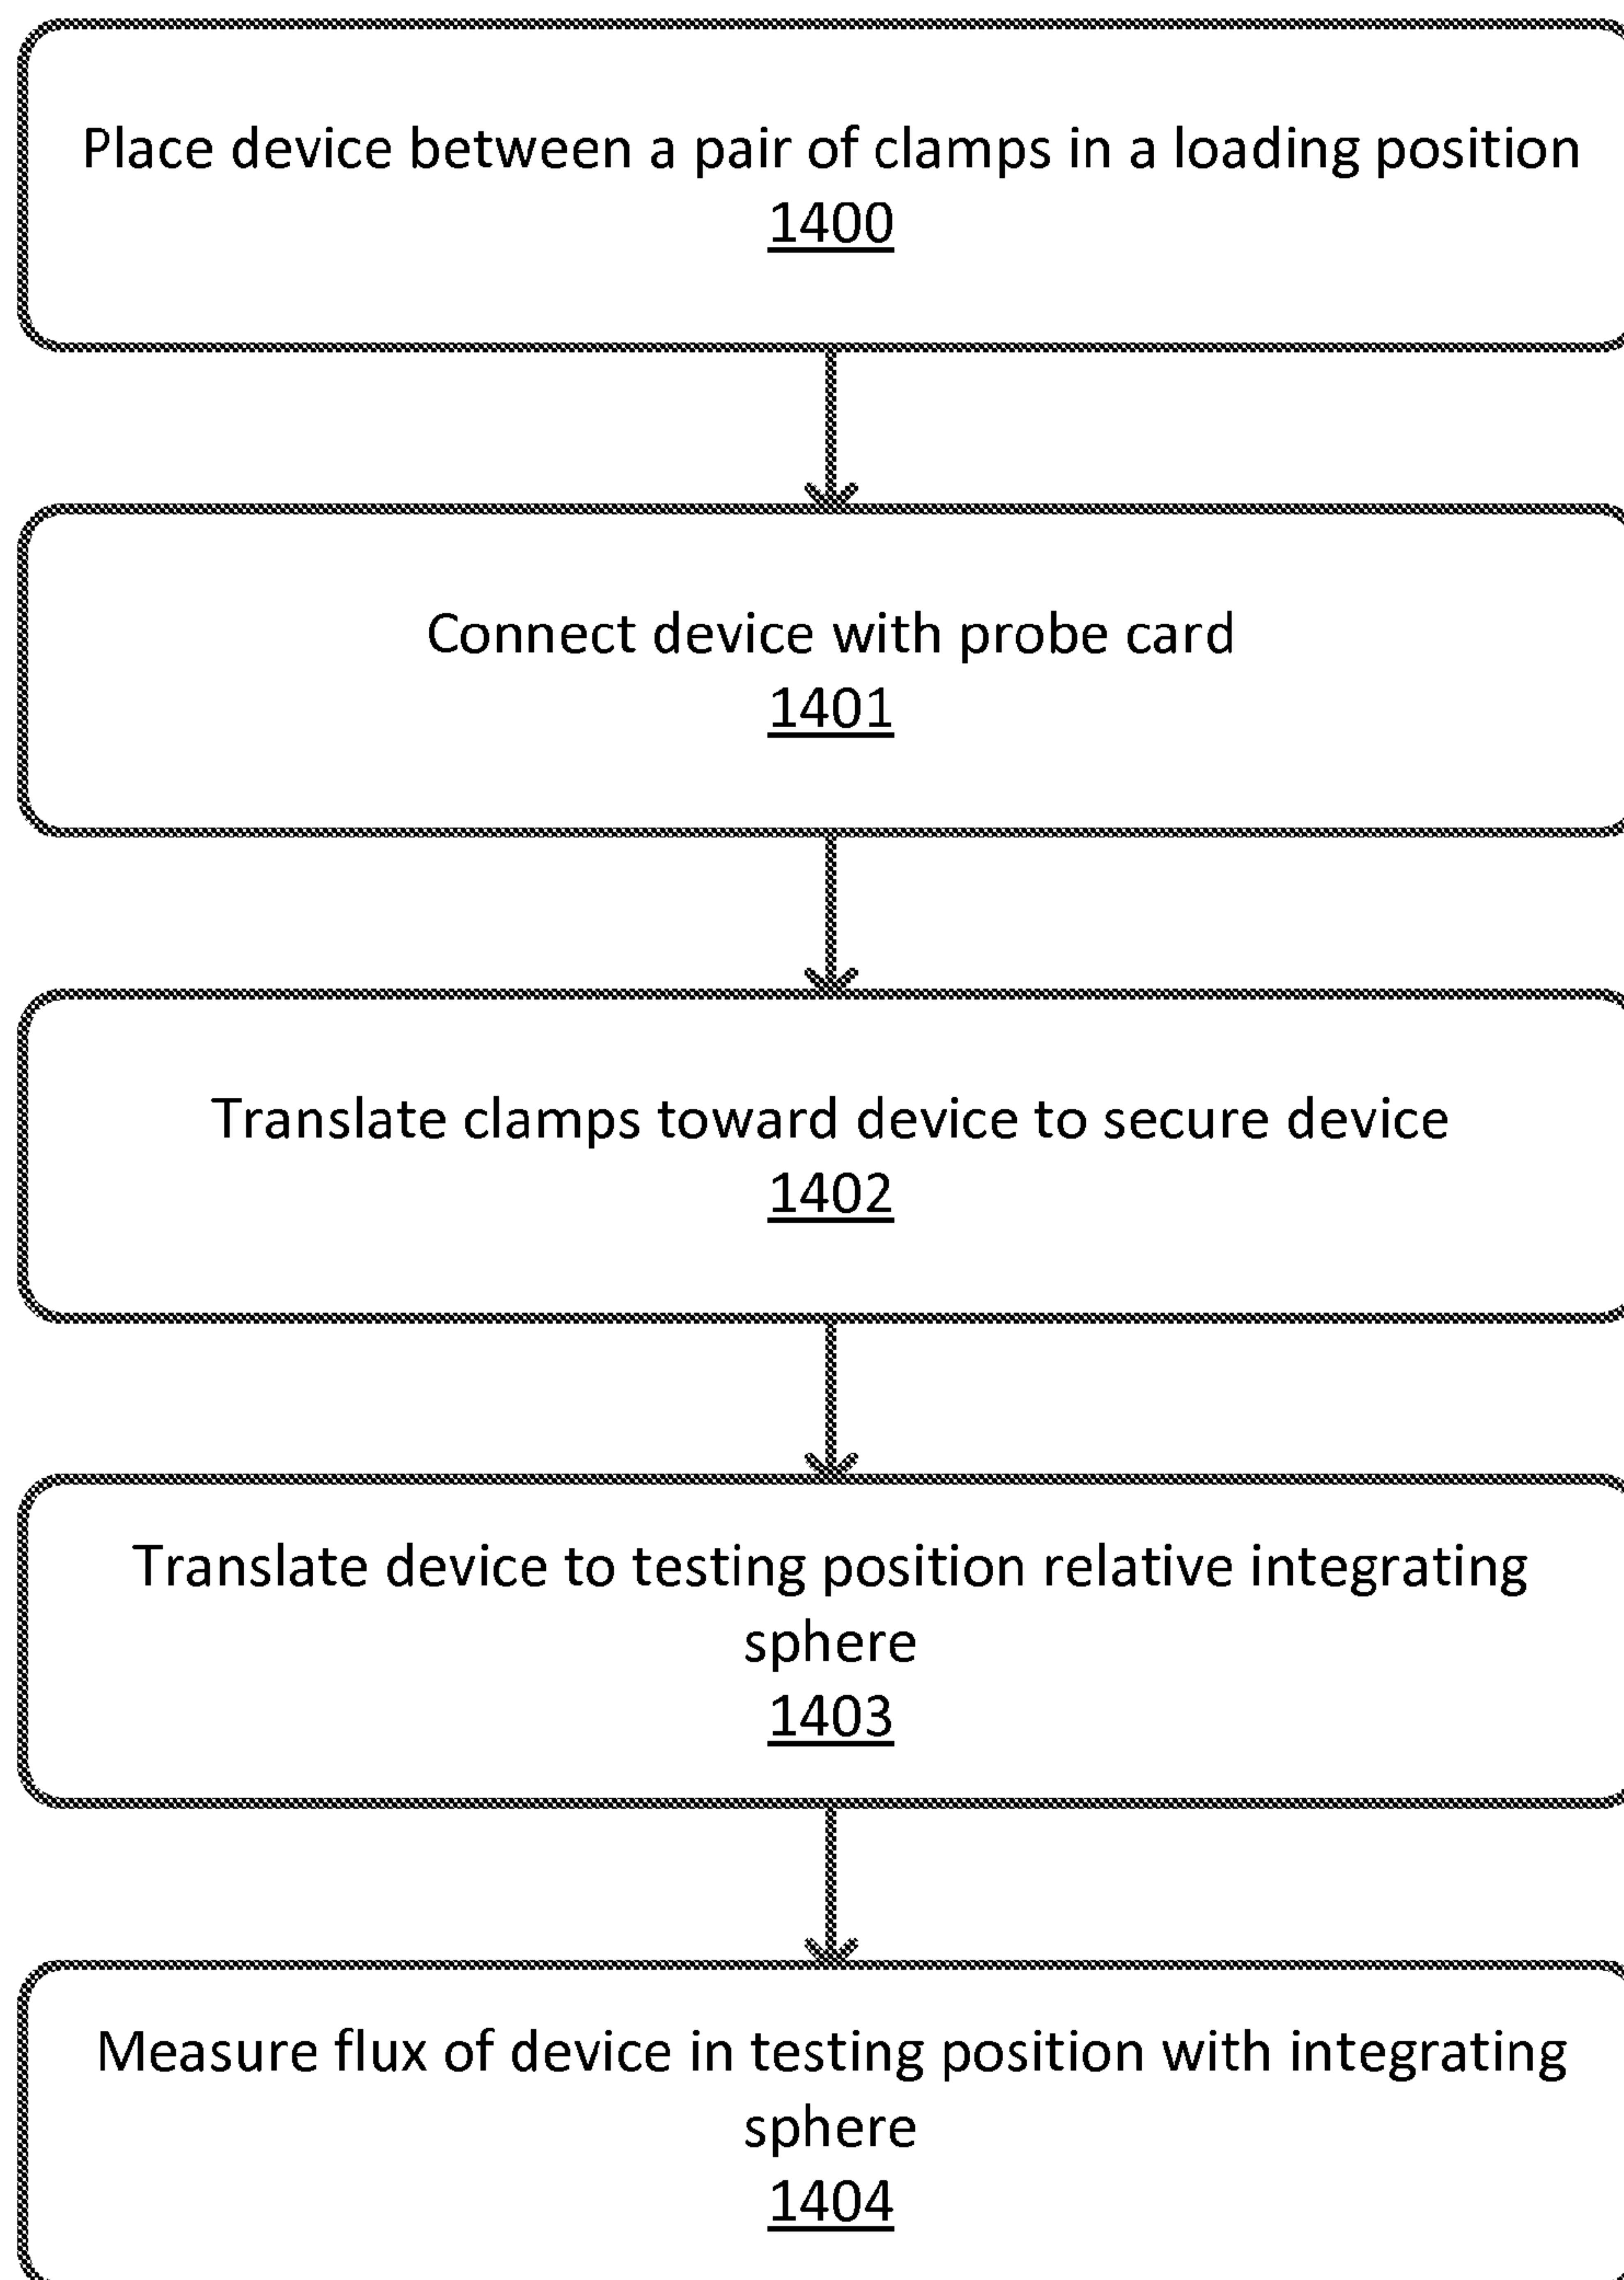 Place device between a pair of clamps in a loading position
1400
Connect device with probe card
1401
Translate clamps toward device to secure device
1402
Translate device to testing position relative integrating
sphere
1403
Measure flux of device in testing position with integrating
sphere
1404